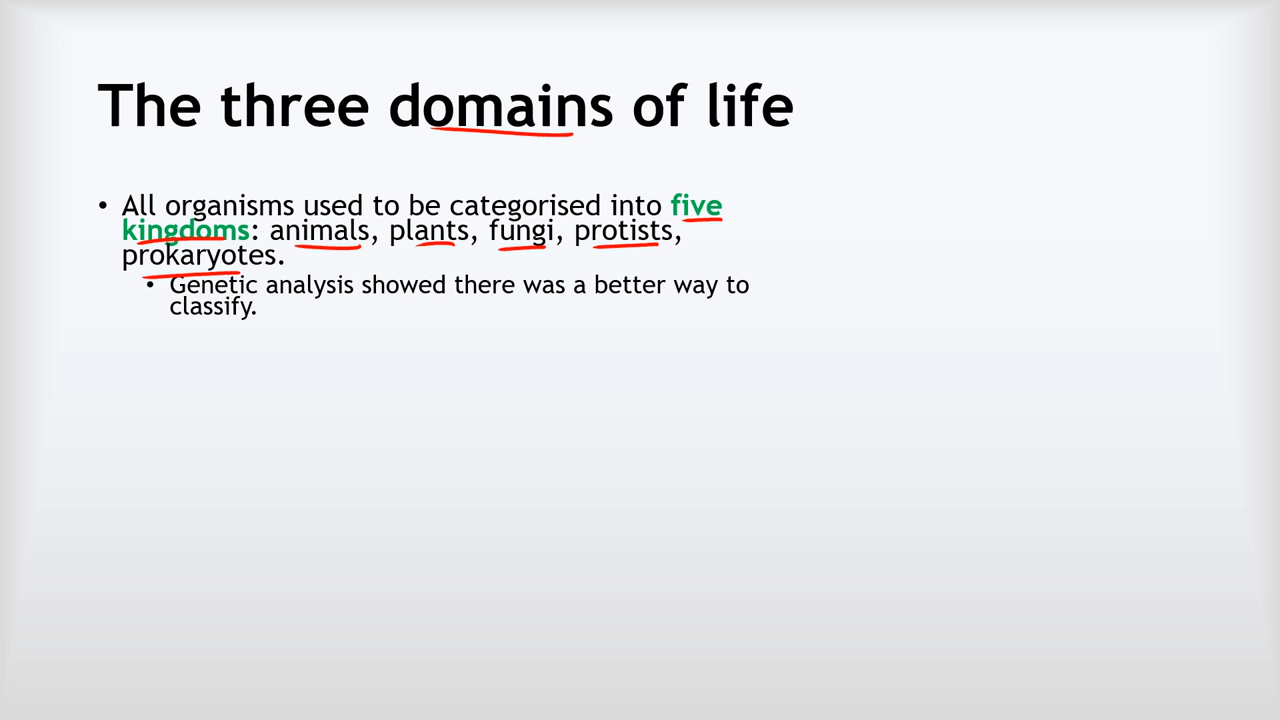 The three domains of life
• All organisms used to be categorised into five
kingdoms: animals, plants, fungi, protists,
prokaryotes.
• Genetic analysis showed there was a better way to
classify.